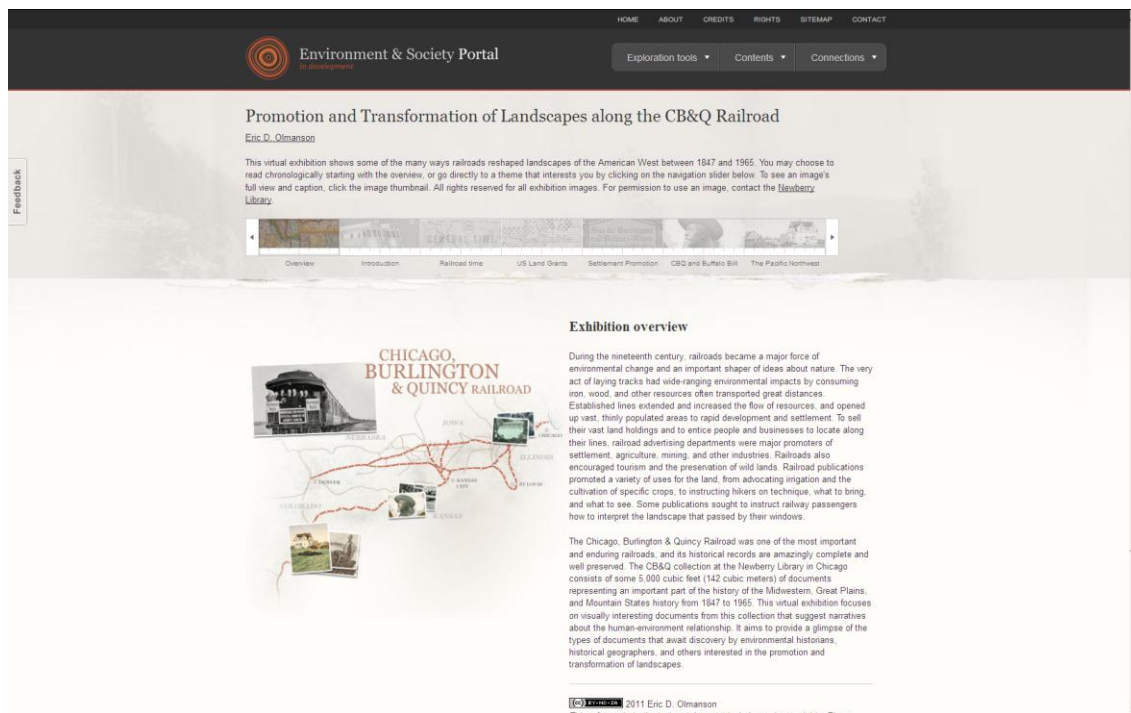 HOME ABOUT CREDITS RIGHTS SITEMAP CONTACT
Environment & Society Portal
In development
Exploration tools Contents Connections
Promotion and Transformation of Landscapes along the CB&Q Railroad
Eric D. Olmanson
This virtual exhibition shows some of the many ways railroads reshaped landscapes of the American West between 1847 and 1965. You may choose to
read chronologically starting with the overview, or go directly to a theme that interests you by clicking on the navigation slider below. To see an image's
full view and caption, click the image thumbnail. All rights reserved for all exhibition images. For permission to use an image, contact the Newberry
Library.
Feedback
GENERAL TIME
Overview Introduction Railroad time US Land Grants Settlement Promotion CBQ and Buffalo Bill The Pacific Northwest
CHICAGO,
BURLINGTON
& QUINCY RAILROAD
NEBRASKA
IOWA
CHICAGO
ILLINOIS
DENVER
KANSAS
CITY
ST LOUIS
COLORADO
KANSAS
Exhibition overview
During the nineteenth century, railroads became a major force of
environmental change and an important shaper of ideas about nature. The very
act of laying tracks had wide-ranging environmental impacts by consuming
iron, wood, and other resources often transported great distances.
Established lines extended and increased the flow of resources, and opened
up vast, thinly populated areas to rapid development and settlement. To sell
their vast land holdings and to entice people and businesses to locate along
their lines, railroad advertising departments were major promoters of
settlement, agriculture, mining, and other industries. Railroads also
encouraged tourism and the preservation of wild lands. Railroad publications
promoted a variety of uses for the land, from advocating irrigation and the
cultivation of specific crops, to instructing hikers on technique, what to bring,
and what to see. Some publications sought to instruct railway passengers
how to interpret the landscape that passed by their windows.
The Chicago, Burlington & Quincy Railroad was one of the most important
and enduring railroads, and its historical records are amazingly complete and
well preserved. The CB&Q collection at the Newberry Library in Chicago
consists of some 5,000 cubic feet (142 cubic meters) of documents
representing an important part of the history of the Midwestern, Great Plains,
and Mountain States history from 1847 to 1965. This virtual exhibition focuses
on visually interesting documents from this collection that suggest narratives
about the human-environment relationship. It aims to provide a glimpse of the
types of documents that await discovery by environmental historians,
historical geographers, and others interested in the promotion and
transformation of landscapes.
cc BY-NC-SA 2011 Eric D. Olmanson